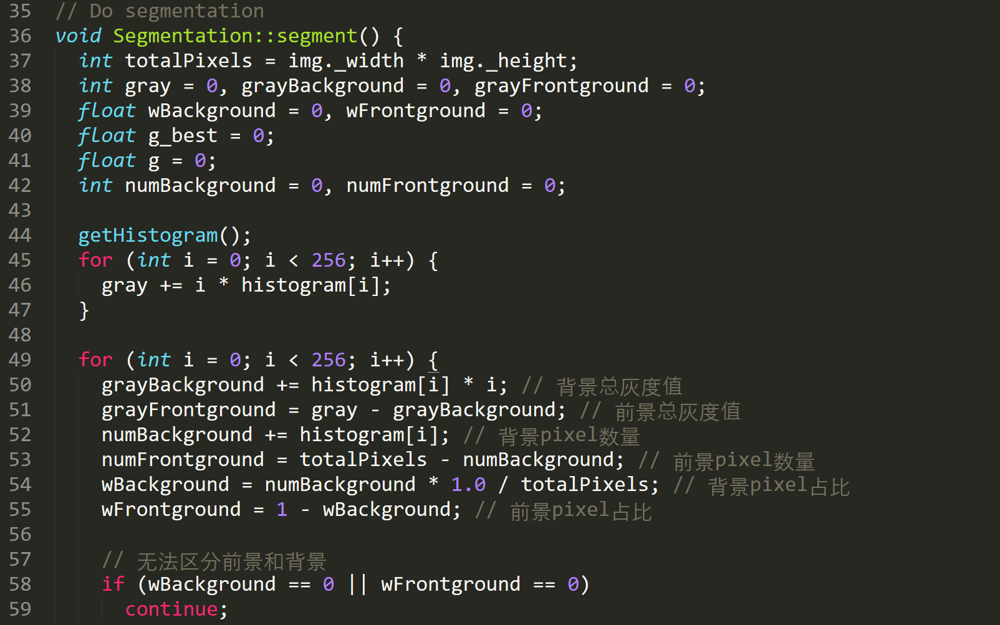 35 // Do segmentation
36 void Segmentation::segment() {
37 int totalPixels = img._width * img._height;
38 int gray = 0, grayBackground = 0, grayFrontground = 0;
39 float wBackground = 0, wFrontground = 0;
40 float g_best = 0;
41 float g = 0;
42 int numBackground = 0, numFrontground = 0;
43
44 getHistogram();
45 for (int i = 0; i < 256; i++) {
46 gray += i * histogram[i];
47 }
48
49 for (int i = 0; i < 256; i++) {
50 grayBackground += histogram[i] * i; // 背景总灰度值
51 grayFrontground = gray - grayBackground; // 前景总灰度值
52 numBackground += histogram[i]; // 背景pixel数量
53 numFrontground = totalPixels - numBackground; // 前景pixel数量
54 wBackground = numBackground * 1.0 / totalPixels; // 背景pixel占比
55 wFrontground = 1 - wBackground; // 前景pixel占比
56
57 // 无法区分前景和背景
58 if (wBackground == 0 || wFrontground == 0)
59 continue;